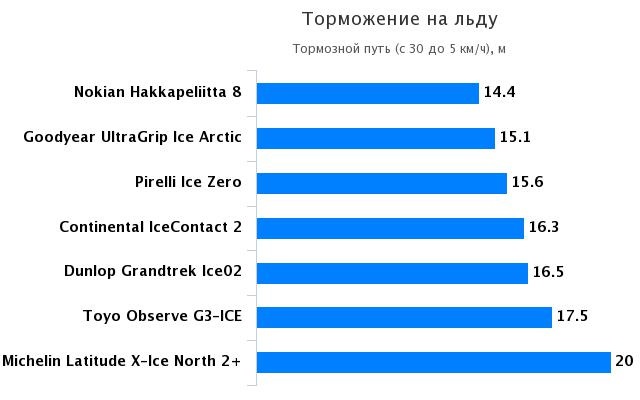 Торможение на льду
Тормозной путь (с 30 до 5 км/ч), м
Nokian Hakkapeliitta 8 14.4
Goodyear UltraGrip Ice Arctic 15.1
Pirelli Ice Zero 15.6
Continental IceContact 2 16.3
Dunlop Grandtrek Ice02 16.5
Toyo Observe G3-ICE 17.5
Michelin Latitude X-Ice North 2+ 20